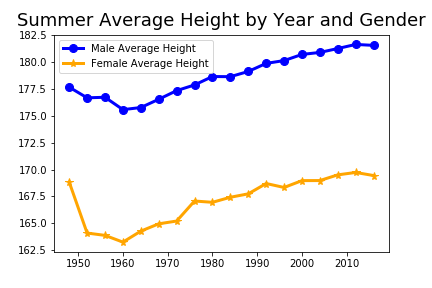 Summer Average Height by Year and Gender
182.5
Male Average Height
Female Average Height
180.0
177.5
175.0
172.5
170.0
167.5
165.0
162.5
1950 1960 1970 1980 1990 2000 2010